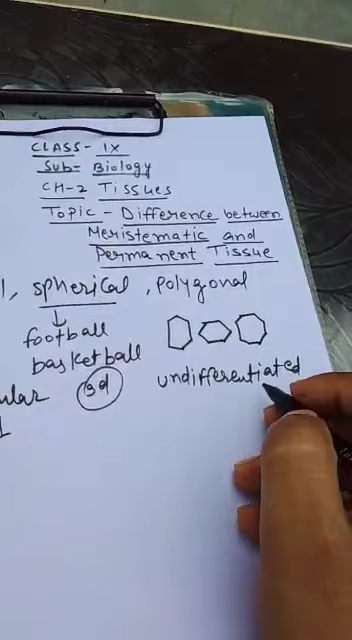 CLASS- IX
Sub= Biology
CH-2 Tissues
Topic - Difference between
Meristematic and
Permanent Tissue
spherical, polygonal
football
basketball
3d
undifferentiated